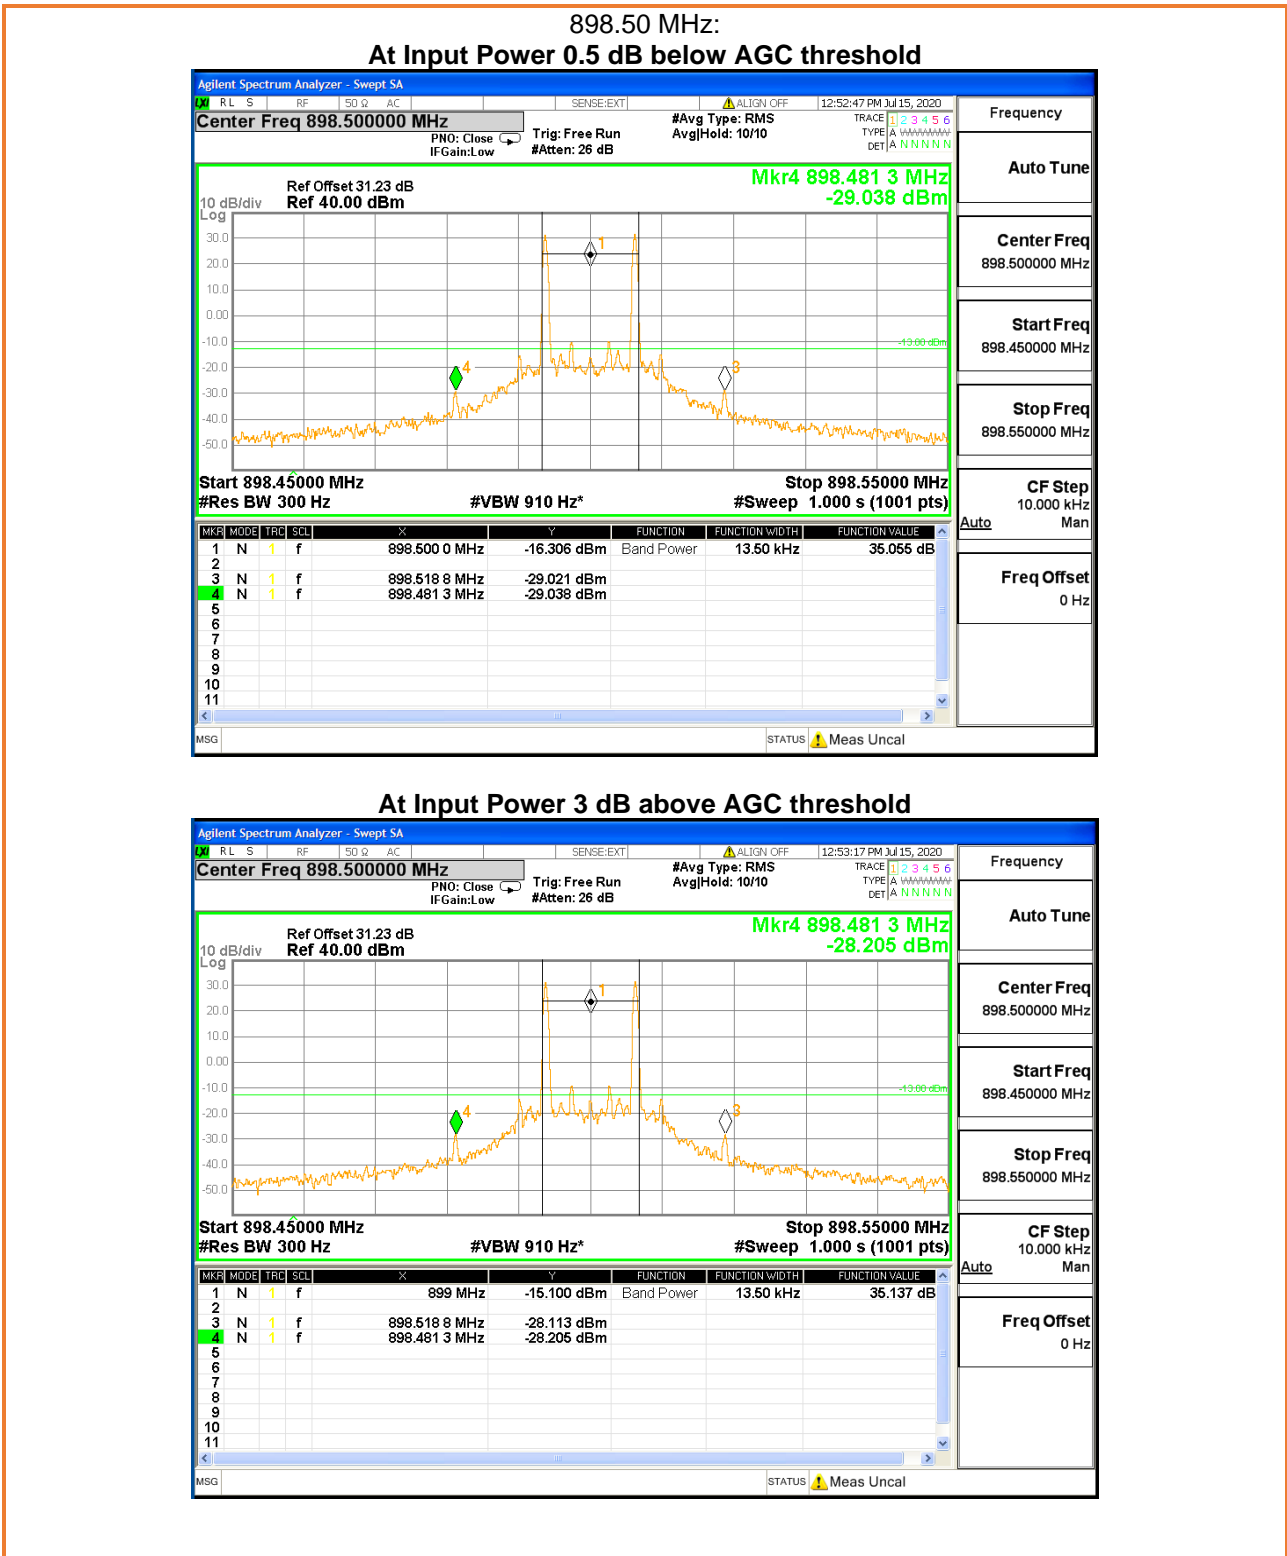 898.50 MHz:
At Input Power 0.5 dB below AGC threshold
Agilent Spectrum Analyzer - Swept SA
LXI RL S RF 50 Ω AC SENSE:EXT ALIGN OFF 12:52:47 PM Jul 15, 2020
Center Freq 898.500000 MHz
#Avg Type: RMS
TRACE 1 2 3 4 5 6
PNO: Close
Trig: Free Run
Avg|Hold: 10/10
TYPE A
IFGain:Low
#Atten: 26 dB
DET A N N N N N
Mkr4 898.481 3 MHz
-29.038 dBm
Ref Offset 31.23 dB
10 dB/div Ref 40.00 dBm
Log
30.0
20.0
10.0
0.00
-10.0
-20.0
-30.0
-40.0
-50.0
1
-13.00 dBm
4
3
Start 898.45000 MHz
Stop 898.55000 MHz
#Res BW 300 Hz
#VBW 910 Hz*
#Sweep 1.000 s (1001 pts)
MKR MODE TRC SCL X Y FUNCTION FUNCTION WIDTH FUNCTION VALUE
1 N 1 f 898.500 0 MHz -16.306 dBm Band Power 13.50 kHz 35.055 dB
2
3 N 1 f 898.518 8 MHz -29.021 dBm
4 N 1 f 898.481 3 MHz -29.038 dBm
5
6
7
8
9
10
11
MSG
STATUS Meas Uncal
Frequency
Auto Tune
Center Freq
898.500000 MHz
Start Freq
898.450000 MHz
Stop Freq
898.550000 MHz
CF Step
10.000 kHz
Auto Man
Freq Offset
0 Hz
At Input Power 3 dB above AGC threshold
Agilent Spectrum Analyzer - Swept SA
LXI RL S RF 50 Ω AC SENSE:EXT ALIGN OFF 12:53:17 PM Jul 15, 2020
Center Freq 898.500000 MHz
#Avg Type: RMS
TRACE 1 2 3 4 5 6
PNO: Close
Trig: Free Run
Avg|Hold: 10/10
TYPE A
IFGain:Low
#Atten: 26 dB
DET A N N N N N
Mkr4 898.481 3 MHz
-28.205 dBm
Ref Offset 31.23 dB
10 dB/div Ref 40.00 dBm
Log
30.0
20.0
10.0
0.00
-10.0
-20.0
-30.0
-40.0
-50.0
1
-13.00 dBm
4
3
Start 898.45000 MHz
Stop 898.55000 MHz
#Res BW 300 Hz
#VBW 910 Hz*
#Sweep 1.000 s (1001 pts)
MKR MODE TRC SCL X Y FUNCTION FUNCTION WIDTH FUNCTION VALUE
1 N 1 f 899 MHz -15.100 dBm Band Power 13.50 kHz 35.137 dB
2
3 N 1 f 898.518 8 MHz -28.113 dBm
4 N 1 f 898.481 3 MHz -28.205 dBm
5
6
7
8
9
10
11
MSG
STATUS Meas Uncal
Frequency
Auto Tune
Center Freq
898.500000 MHz
Start Freq
898.450000 MHz
Stop Freq
898.550000 MHz
CF Step
10.000 kHz
Auto Man
Freq Offset
0 Hz